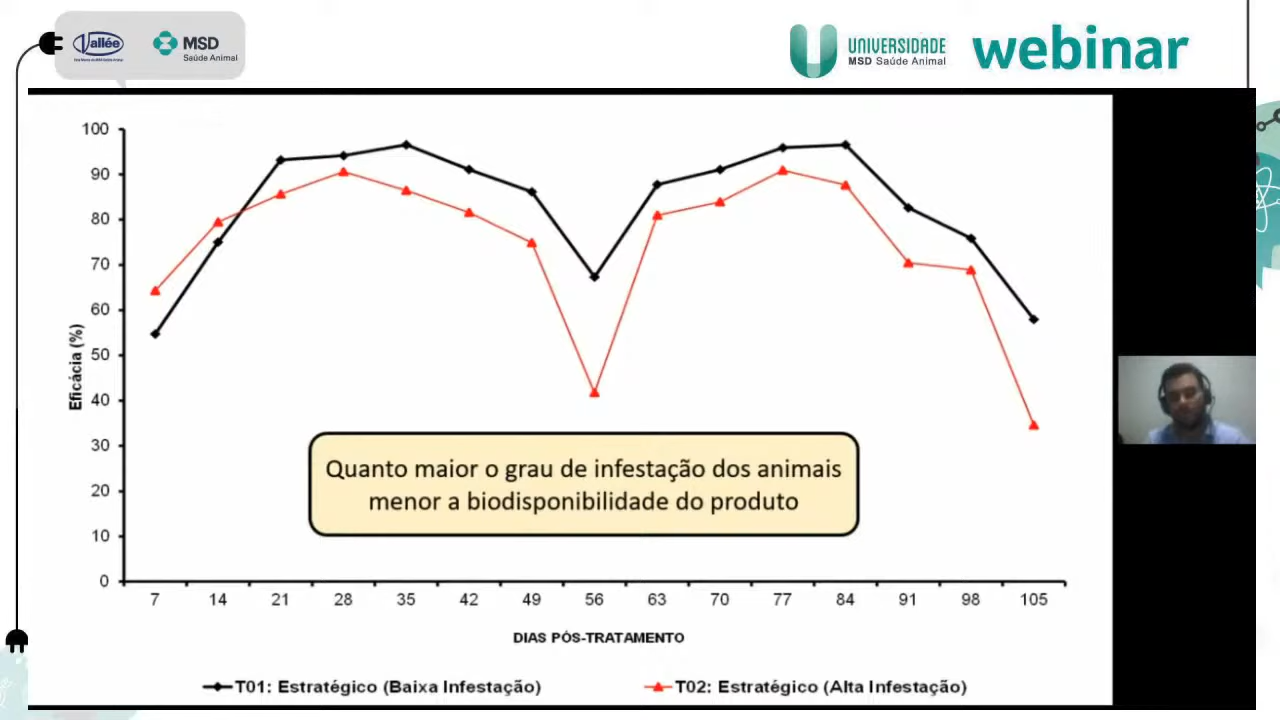 Vallée
MSD
Saúde Animal
UNIVERSIDADE
MSD Saúde Animal
webinar
100
90
80
70
60
50
40
30
20
10
0
Eficácia (%)
Quanto maior o grau de infestação dos animais
menor a biodisponibilidade do produto
7 14 21 28 35 42 49 56 63 70 77 84 91 98 105
DIAS PÓS-TRATAMENTO
T01: Estratégico (Baixa Infestação) T02: Estratégico (Alta Infestação)